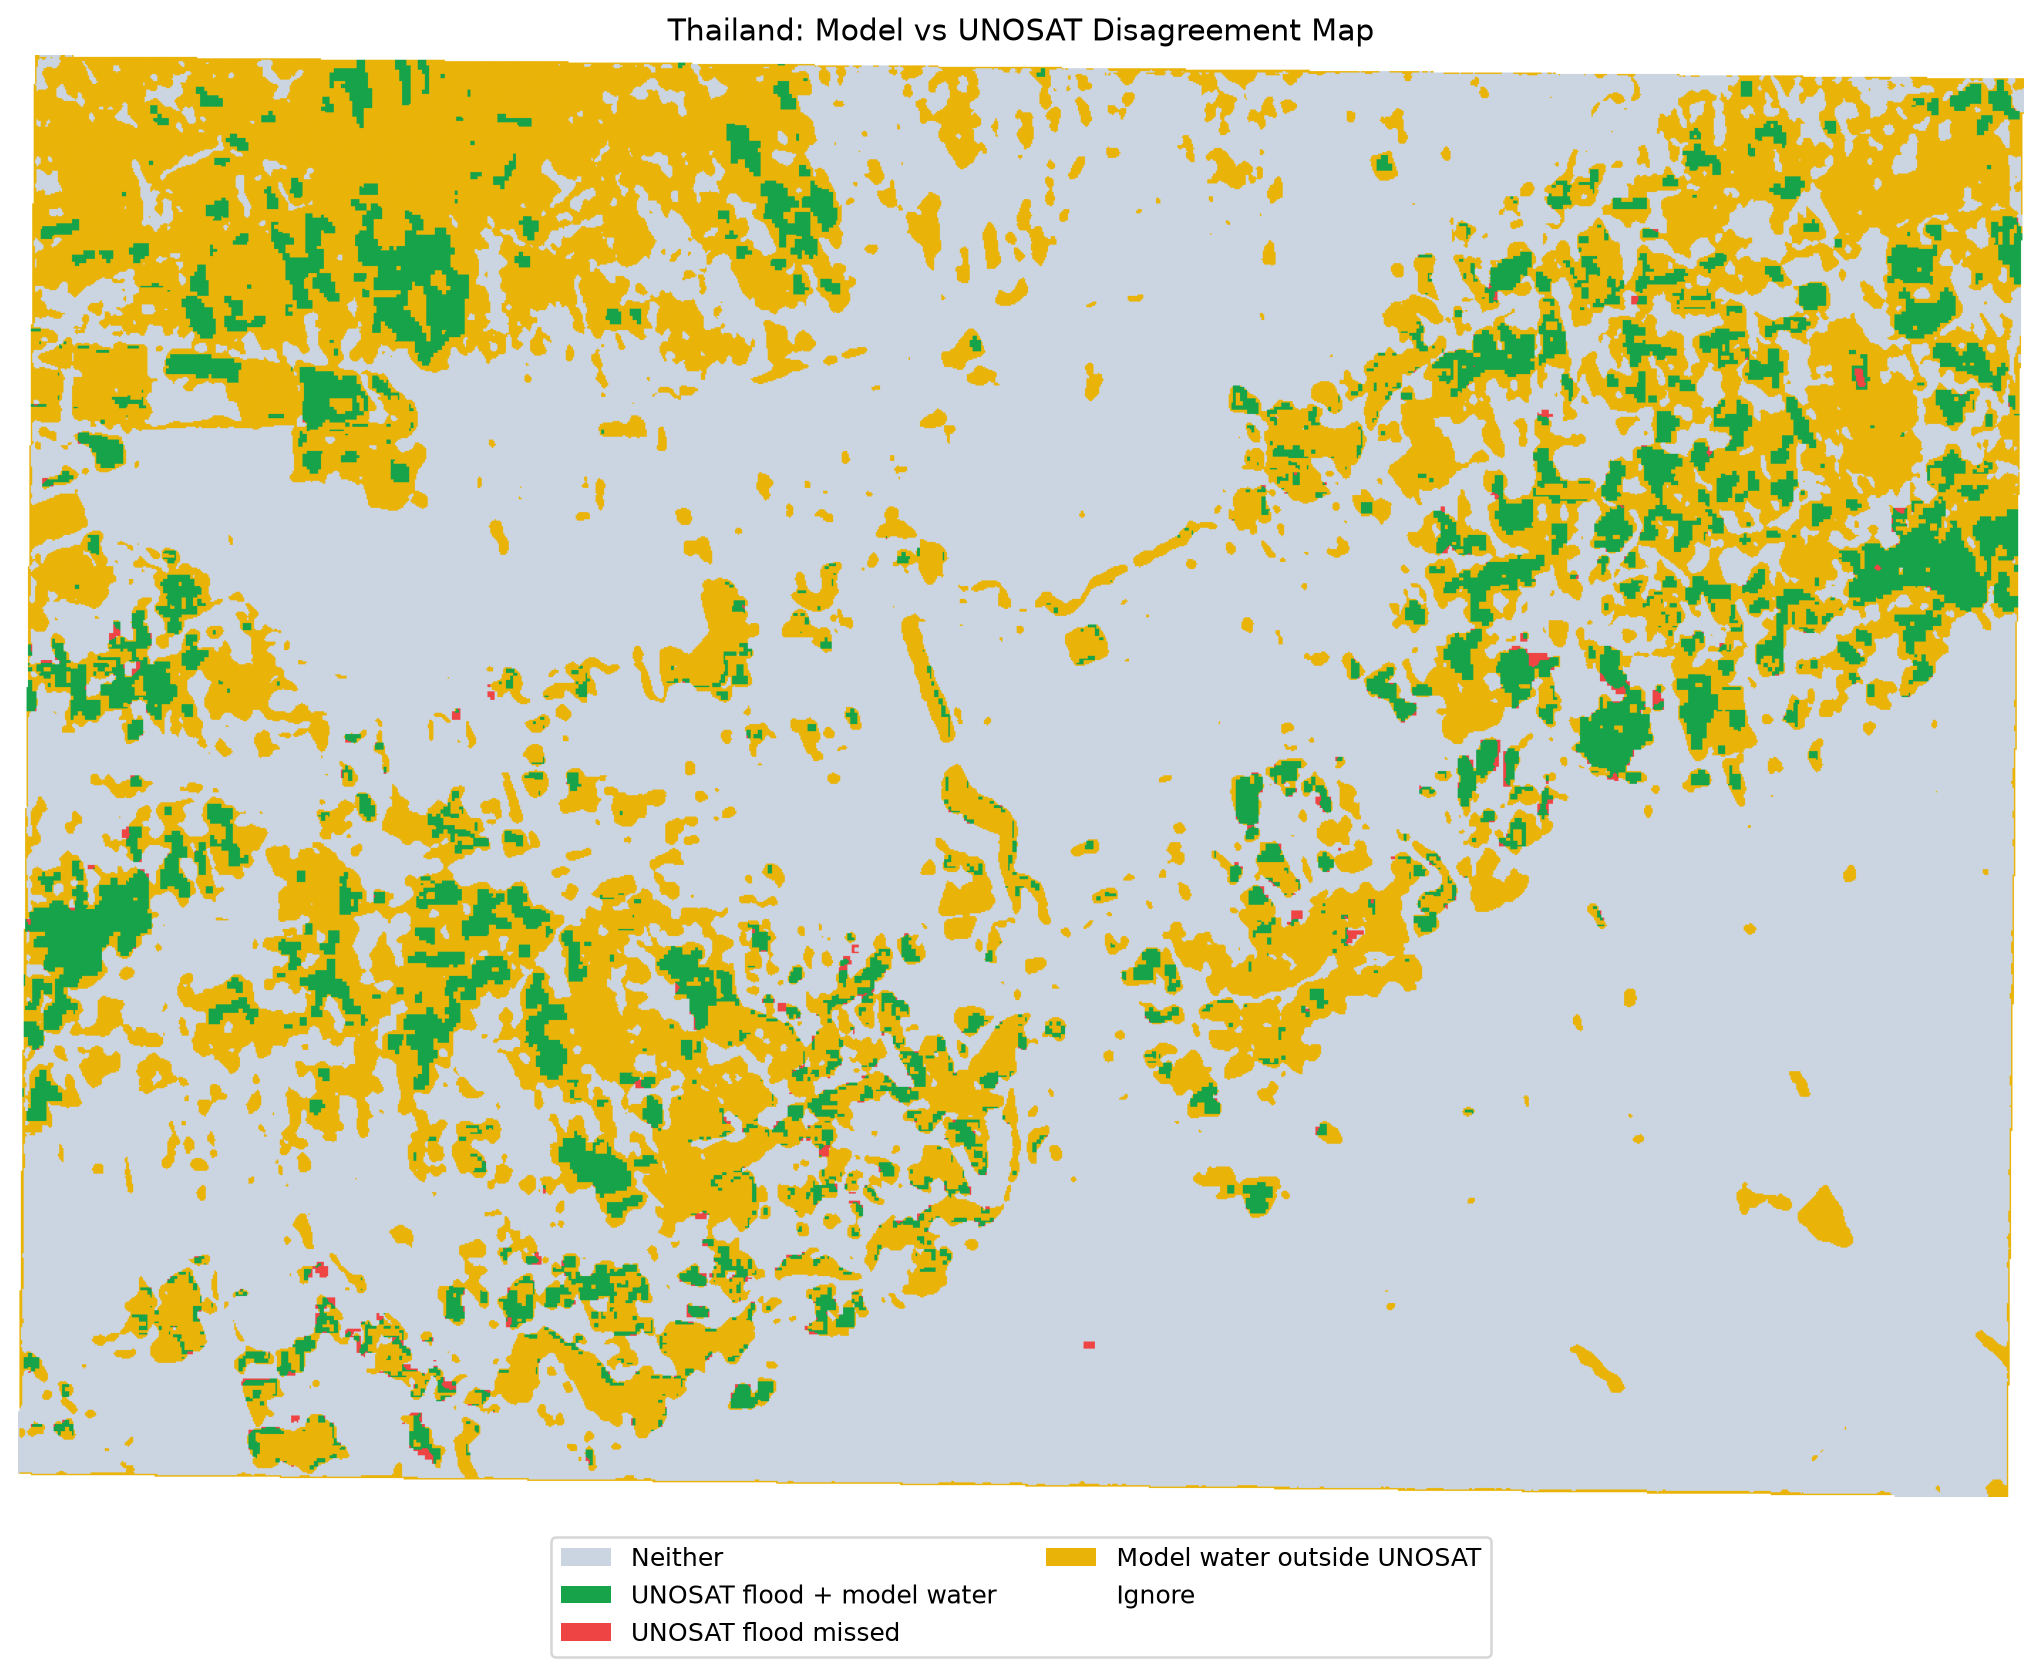 Thailand: Model vs UNOSAT Disagreement Map
Neither
UNOSAT flood + model water
UNOSAT flood missed
Model water outside UNOSAT
Ignore